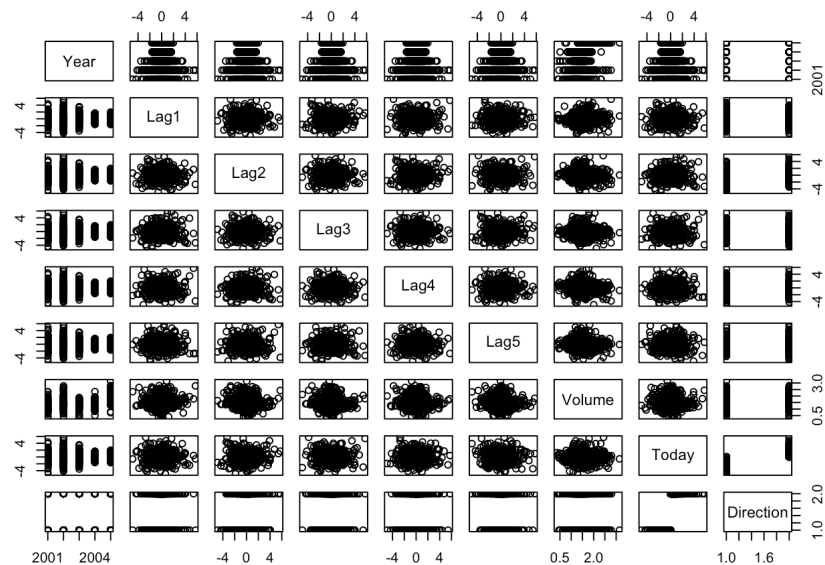 -4 0 4 -4 0 4 -4 0 4 -4 0 4
Year 2001
-4 4 Lag1
Lag2 -4 4
-4 4 Lag3
Lag4 -4 4
-4 4 Lag5
Volume 0.5 3.0
-4 4 Today
Direction 1.0 2.0
2001 2004 -4 0 4 -4 0 4 0.5 2.0 1.0 1.6